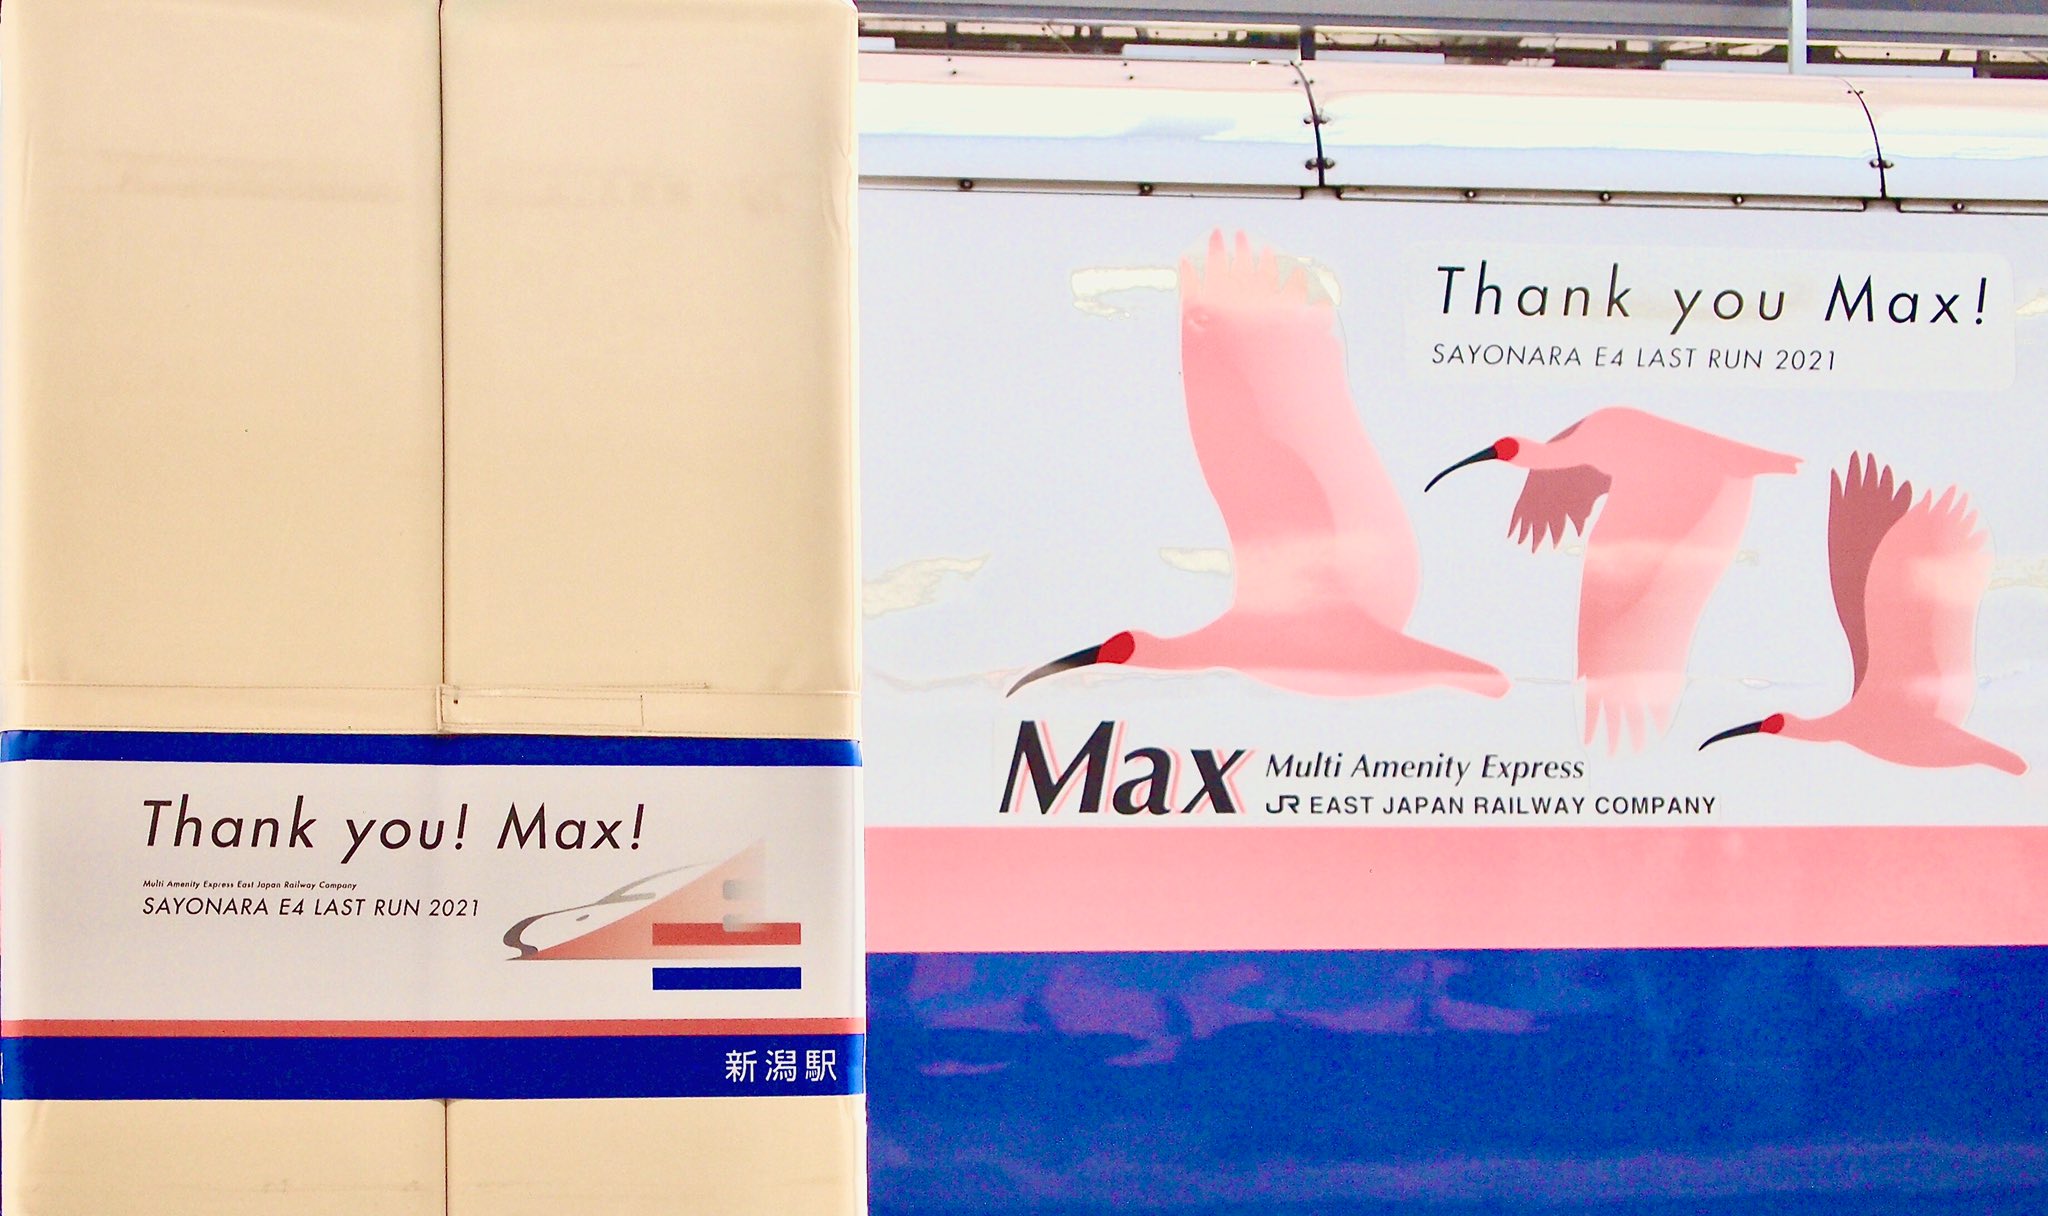 Thank you! Max!
Multi Amenity Express East Japan Railway Company
SAYONARA E4 LAST RUN 2021
新潟駅
Thank you Max!
SAYONARA E4 LAST RUN 2021
Max Multi Amenity Express
JR EAST JAPAN RAILWAY COMPANY